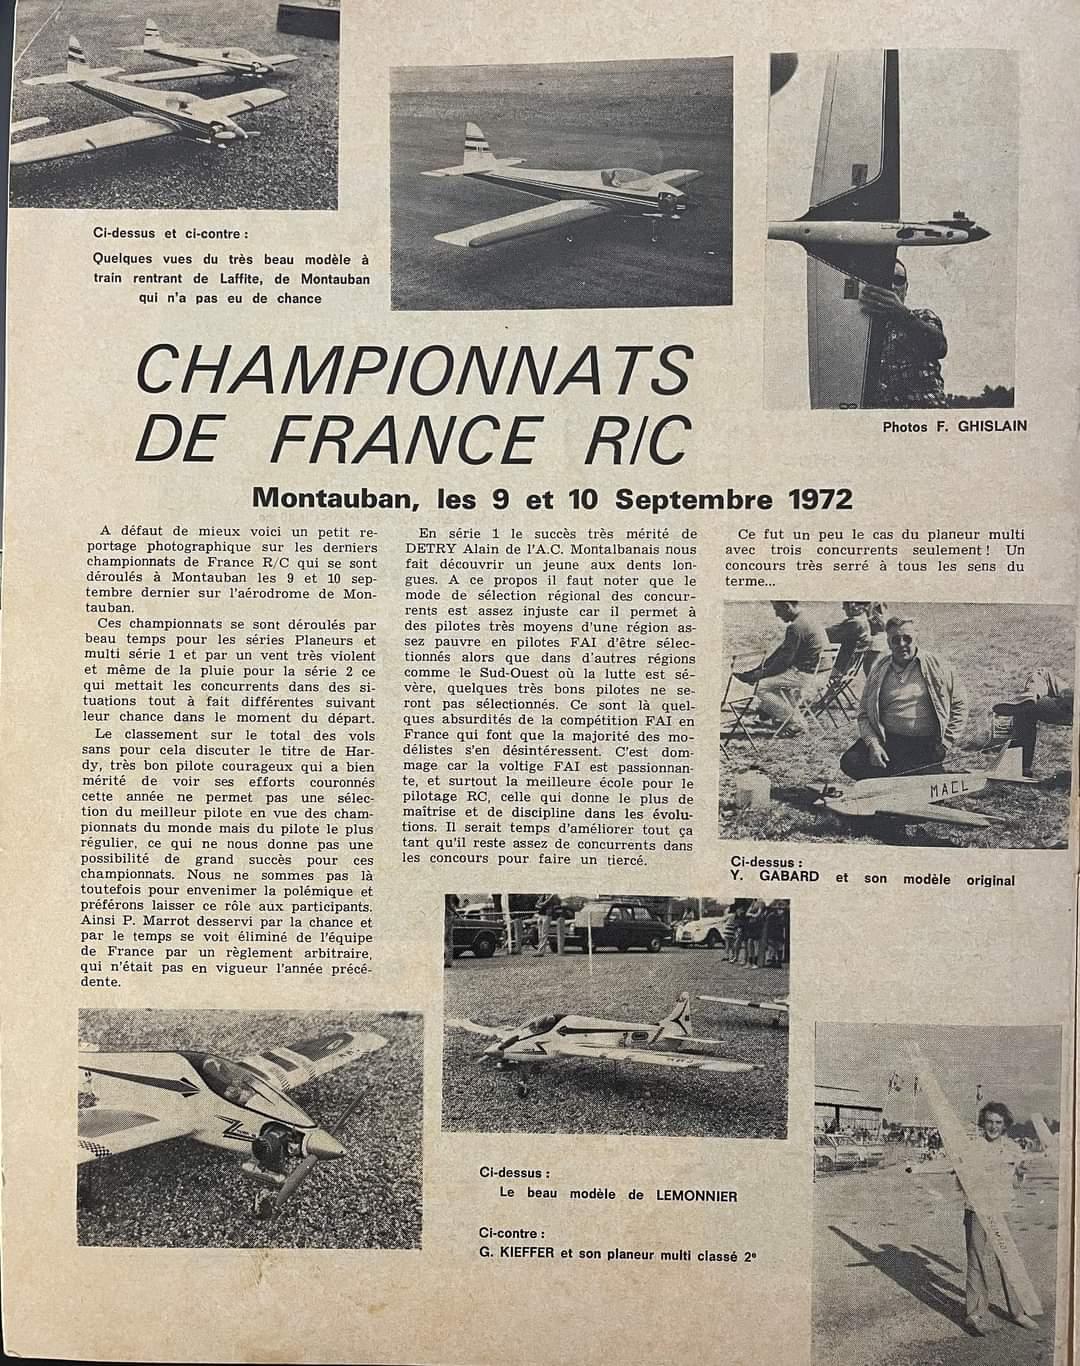 Ci-dessus et ci-contre :
Quelques vues du très beau modèle à
train rentrant de Laffite, de Montauban
qui n'a pas eu de chance
Photos F. GHISLAIN
CHAMPIONNATS
DE FRANCE R/C
Montauban, les 9 et 10 Septembre 1972
A défaut de mieux voici un petit re-
portage photographique sur les derniers
championnats de France R/C qui se sont
déroulés à Montauban les 9 et 10 sep-
tembre dernier sur l'aérodrome de Mon-
tauban.
Ces championnats se sont déroulés par
beau temps pour les séries Planeurs et
multi série 1 et par un vent très violent
et même de la pluie pour la série 2 ce
qui mettait les concurrents dans des si-
tuations tout à fait différentes suivant
leur chance dans le moment du départ.
Le classement sur le total des vols
sans pour cela discuter le titre de Har-
dy, très bon pilote courageux qui a bien
mérité de voir ses efforts couronnés
cette année ne permet pas une sélec-
tion du meilleur pilote en vue des cham-
pionnats du monde mais du pilote le plus
régulier, ce qui ne nous donne pas une
possibilité de grand succès pour ces
championnats. Nous ne sommes pas là
toutefois pour envenimer la polémique et
préférons laisser ce rôle aux participants.
Ainsi P. Marrot desservi par la chance et
par le temps se voit éliminé de l'équipe
de France par un règlement arbitraire,
qui n'était pas en vigueur l'année précé-
dente.
En série 1 le succès très mérité de
DETRY Alain de l'A.C. Montalbanais nous
fait découvrir un jeune aux dents lon-
gues. A ce propos il faut noter que le
mode de sélection régional des concur-
rents est assez injuste car il permet à
des pilotes très moyens d'une région as-
sez pauvre en pilotes FAI d'être sélec-
tionnés alors que dans d'autres régions
comme le Sud-Ouest où la lutte est sé-
vère, quelques très bons pilotes ne se-
ront pas sélectionnés. Ce sont là quel-
ques absurdités de la compétition FAI en
France qui font que la majorité des mo-
délistes s'en désintéressent. C'est dom-
mage car la voltige FAI est passionnan-
te, et surtout la meilleure école pour le
pilotage RC, celle qui donne le plus de
maîtrise et de discipline dans les évolu-
tions. Il serait temps d'améliorer tout ça
tant qu'il reste assez de concurrents dans
les concours pour faire un tiercé.
Ce fut un peu le cas du planeur multi
avec trois concurrents seulement ! Un
concours très serré à tous les sens du
terme...
MACL
Ci-dessus :
Y. GABARD et son modèle original
Ci-dessus :
Le beau modèle de LEMONNIER
Ci-contre :
G. KIEFFER et son planeur multi classé 2e